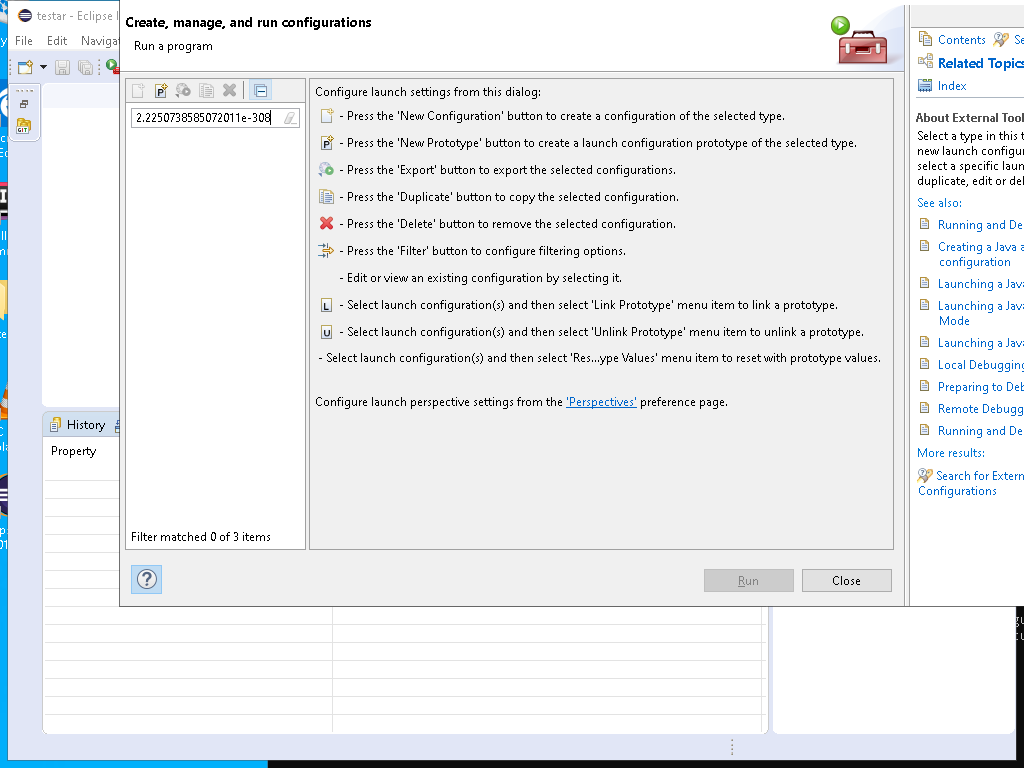 testar - Eclipse
File Edit Navigat
Create, manage, and run configurations
Run a program
2.2250738585072011e-308
Filter matched 0 of 3 items
Configure launch settings from this dialog:
- Press the 'New Configuration' button to create a configuration of the selected type.
P - Press the 'New Prototype' button to create a launch configuration prototype of the selected type.
- Press the 'Export' button to export the selected configurations.
- Press the 'Duplicate' button to copy the selected configuration.
- Press the 'Delete' button to remove the selected configuration.
- Press the 'Filter' button to configure filtering options.
- Edit or view an existing configuration by selecting it.
L - Select launch configuration(s) and then select 'Link Prototype' menu item to link a prototype.
U - Select launch configuration(s) and then select 'Unlink Prototype' menu item to unlink a prototype.
- Select launch configuration(s) and then select 'Res...ype Values' menu item to reset with prototype values.
Configure launch perspective settings from the 'Perspectives' preference page.
?
Run Close
Contents Se
Related Topics
Index
About External Tool
Select a type in this t
new launch configur
select a specific laun
duplicate, edit or del
See also:
Running and De
Creating a Java a
configuration
Launching a Java
Launching a Java
Mode
Launching a Java
Local Debugging
Preparing to Deb
Remote Debugg
Running and De
More results:
Search for Extern
Configurations
GIT
History
Property